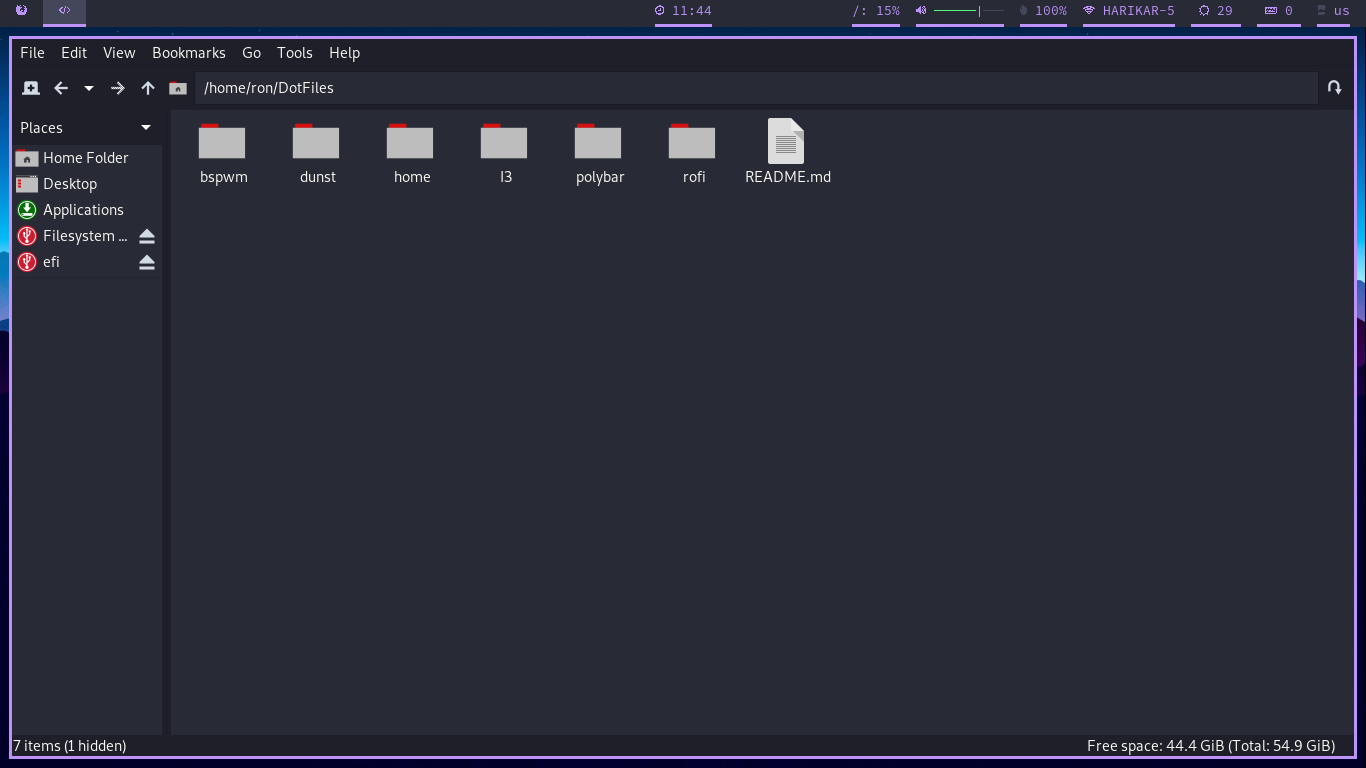 </> 11:44 /: 15% 100% HARIKAR-5 29 0 us
File Edit View Bookmarks Go Tools Help
/home/ron/DotFiles
Places
Home Folder
Desktop
Applications
Filesystem ...
efi
bspwm dunst home I3 polybar rofi README.md
7 items (1 hidden) Free space: 44.4 GiB (Total: 54.9 GiB)